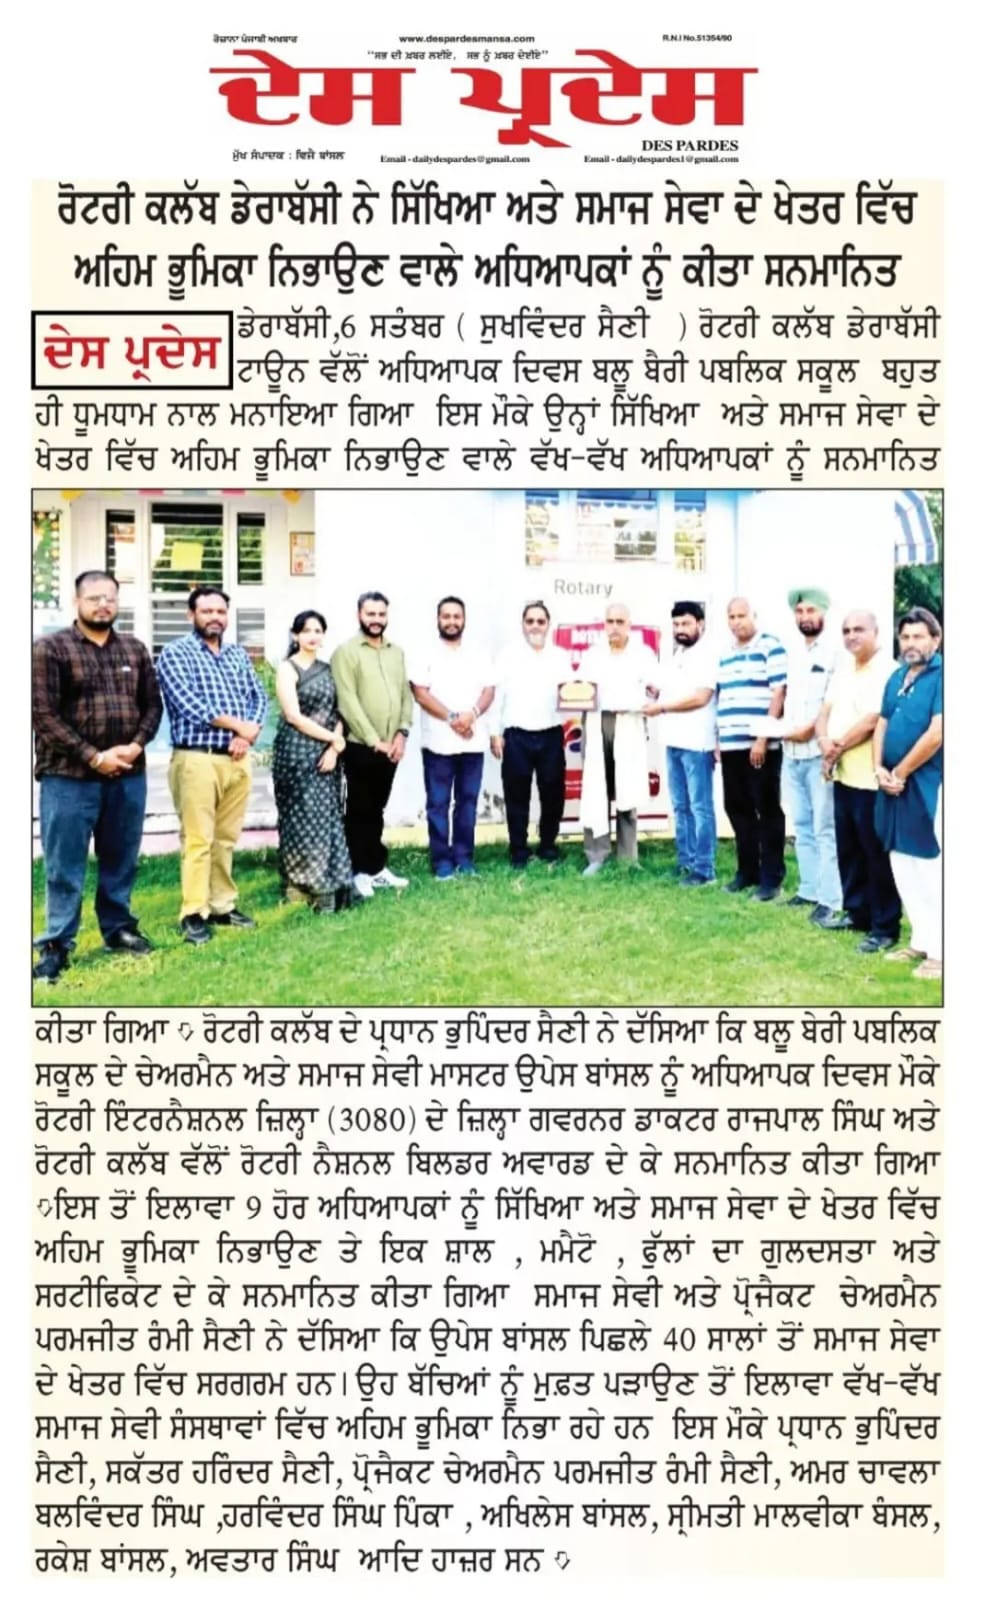 ਰੋਜ਼ਾਨਾ ਪੰਜਾਬੀ ਅਖਬਾਰ
www.despardesmansa.com
R.N.I No.51354/90
"ਸਭ ਦੀ ਖ਼ਬਰ ਲਈਏ, ਸਭ ਨੂੰ ਖ਼ਬਰ ਦੇਈਏ"
ਦੇਸ ਪ੍ਰਦੇਸ
DES PARDES
ਮੁੱਖ ਸੰਪਾਦਕ : ਵਿਜੈ ਬਾਂਸਲ
Email - dailydespardes@gmail.com
Email - dailydespardes1@gmail.com
ਰੋਟਰੀ ਕਲੱਬ ਡੇਰਾਬੱਸੀ ਨੇ ਸਿੱਖਿਆ ਅਤੇ ਸਮਾਜ ਸੇਵਾ ਦੇ ਖੇਤਰ ਵਿੱਚ
ਅਹਿਮ ਭੂਮਿਕਾ ਨਿਭਾਉਣ ਵਾਲੇ ਅਧਿਆਪਕਾਂ ਨੂੰ ਕੀਤਾ ਸਨਮਾਨਿਤ
ਦੇਸ ਪ੍ਰਦੇਸ
ਡੇਰਾਬੱਸੀ,6 ਸਤੰਬਰ ( ਸੁਖਵਿੰਦਰ ਸੈਣੀ ) ਰੋਟਰੀ ਕਲੱਬ ਡੇਰਾਬੱਸੀ
ਟਾਊਨ ਵੱਲੋਂ ਅਧਿਆਪਕ ਦਿਵਸ ਬਲੂ ਬੈਰੀ ਪਬਲਿਕ ਸਕੂਲ ਬਹੁਤ
ਹੀ ਧੂਮਧਾਮ ਨਾਲ ਮਨਾਇਆ ਗਿਆ ਇਸ ਮੌਕੇ ਉਨ੍ਹਾਂ ਸਿੱਖਿਆ ਅਤੇ ਸਮਾਜ ਸੇਵਾ ਦੇ
ਖੇਤਰ ਵਿੱਚ ਅਹਿਮ ਭੂਮਿਕਾ ਨਿਭਾਉਣ ਵਾਲੇ ਵੱਖ-ਵੱਖ ਅਧਿਆਪਕਾਂ ਨੂੰ ਸਨਮਾਨਿਤ
Rotary
ਕੀਤਾ ਗਿਆ ਰੋਟਰੀ ਕਲੱਬ ਦੇ ਪ੍ਰਧਾਨ ਭੁਪਿੰਦਰ ਸੈਣੀ ਨੇ ਦੱਸਿਆ ਕਿ ਬਲੂ ਬੇਰੀ ਪਬਲਿਕ
ਸਕੂਲ ਦੇ ਚੇਅਰਮੈਨ ਅਤੇ ਸਮਾਜ ਸੇਵੀ ਮਾਸਟਰ ਉਪੇਸ ਬਾਂਸਲ ਨੂੰ ਅਧਿਆਪਕ ਦਿਵਸ ਮੌਕੇ
ਰੋਟਰੀ ਇੰਟਰਨੈਸ਼ਨਲ ਜ਼ਿਲ੍ਹਾ (3080) ਦੇ ਜ਼ਿਲ੍ਹਾ ਗਵਰਨਰ ਡਾਕਟਰ ਰਾਜਪਾਲ ਸਿੰਘ ਅਤੇ
ਰੋਟਰੀ ਕਲੱਬ ਵੱਲੋਂ ਰੋਟਰੀ ਨੈਸ਼ਨਲ ਬਿਲਡਰ ਅਵਾਰਡ ਦੇ ਕੇ ਸਨਮਾਨਿਤ ਕੀਤਾ ਗਿਆ
ਇਸ ਤੋਂ ਇਲਾਵਾ 9 ਹੋਰ ਅਧਿਆਪਕਾਂ ਨੂੰ ਸਿੱਖਿਆ ਅਤੇ ਸਮਾਜ ਸੇਵਾ ਦੇ ਖੇਤਰ ਵਿੱਚ
ਅਹਿਮ ਭੂਮਿਕਾ ਨਿਭਾਉਣ ਤੇ ਇਕ ਸ਼ਾਲ , ਮਮੈਟੋ , ਫੁੱਲਾਂ ਦਾ ਗੁਲਦਸਤਾ ਅਤੇ
ਸਰਟੀਫਿਕੇਟ ਦੇ ਕੇ ਸਨਮਾਨਿਤ ਕੀਤਾ ਗਿਆ ਸਮਾਜ ਸੇਵੀ ਅਤੇ ਪ੍ਰੋਜੈਕਟ ਚੇਅਰਮੈਨ
ਪਰਮਜੀਤ ਰੰਮੀ ਸੈਣੀ ਨੇ ਦੱਸਿਆ ਕਿ ਉਪੇਸ ਬਾਂਸਲ ਪਿਛਲੇ 40 ਸਾਲਾਂ ਤੋਂ ਸਮਾਜ ਸੇਵਾ
ਦੇ ਖੇਤਰ ਵਿੱਚ ਸਰਗਰਮ ਹਨ। ਉਹ ਬੱਚਿਆਂ ਨੂੰ ਮੁਫ਼ਤ ਪੜਾਉਣ ਤੋਂ ਇਲਾਵਾ ਵੱਖ-ਵੱਖ
ਸਮਾਜ ਸੇਵੀ ਸੰਸਥਾਵਾਂ ਵਿੱਚ ਅਹਿਮ ਭੂਮਿਕਾ ਨਿਭਾ ਰਹੇ ਹਨ ਇਸ ਮੌਕੇ ਪ੍ਰਧਾਨ ਭੁਪਿੰਦਰ
ਸੈਣੀ, ਸਕੱਤਰ ਹਰਿੰਦਰ ਸੈਣੀ, ਪ੍ਰੋਜੈਕਟ ਚੇਅਰਮੈਨ ਪਰਮਜੀਤ ਰੰਮੀ ਸੈਣੀ, ਅਮਰ ਚਾਵਲਾ
ਬਲਵਿੰਦਰ ਸਿੰਘ ,ਹਰਵਿੰਦਰ ਸਿੰਘ ਪਿੰਕਾ , ਅਖਿਲੇਸ ਬਾਂਸਲ, ਸ੍ਰੀਮਤੀ ਮਾਲਵੀਕਾ ਬੰਸਲ,
ਰਕੇਸ਼ ਬਾਂਸਲ, ਅਵਤਾਰ ਸਿੰਘ ਆਦਿ ਹਾਜ਼ਰ ਸਨ